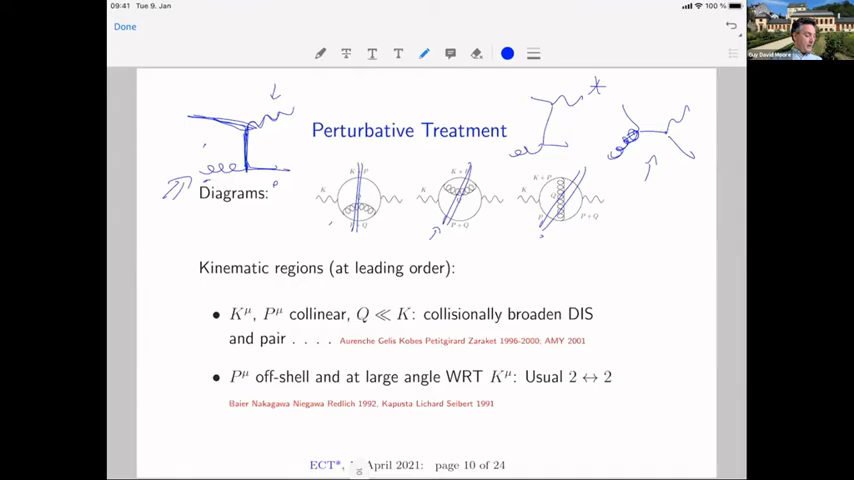 09:41 Tue 9. Jan
100 %
Done
Guy David Moore
Perturbative Treatment
Diagrams:
K K+P P+Q
K K+P P+Q
K K+P Q P P+Q
Kinematic regions (at leading order):
• K^μ, P^μ collinear, Q ≪ K: collisionally broaden DIS
and pair . . . . Aurenche Gelis Kobes Petitgirard Zaraket 1996-2000; AMY 2001
• P^μ off-shell and at large angle WRT K^μ: Usual 2 ↔ 2
Baier Nakagawa Niegawa Redlich 1992, Kapusta Lichard Seibert 1991
ECT*, April 2021: page 10 of 24